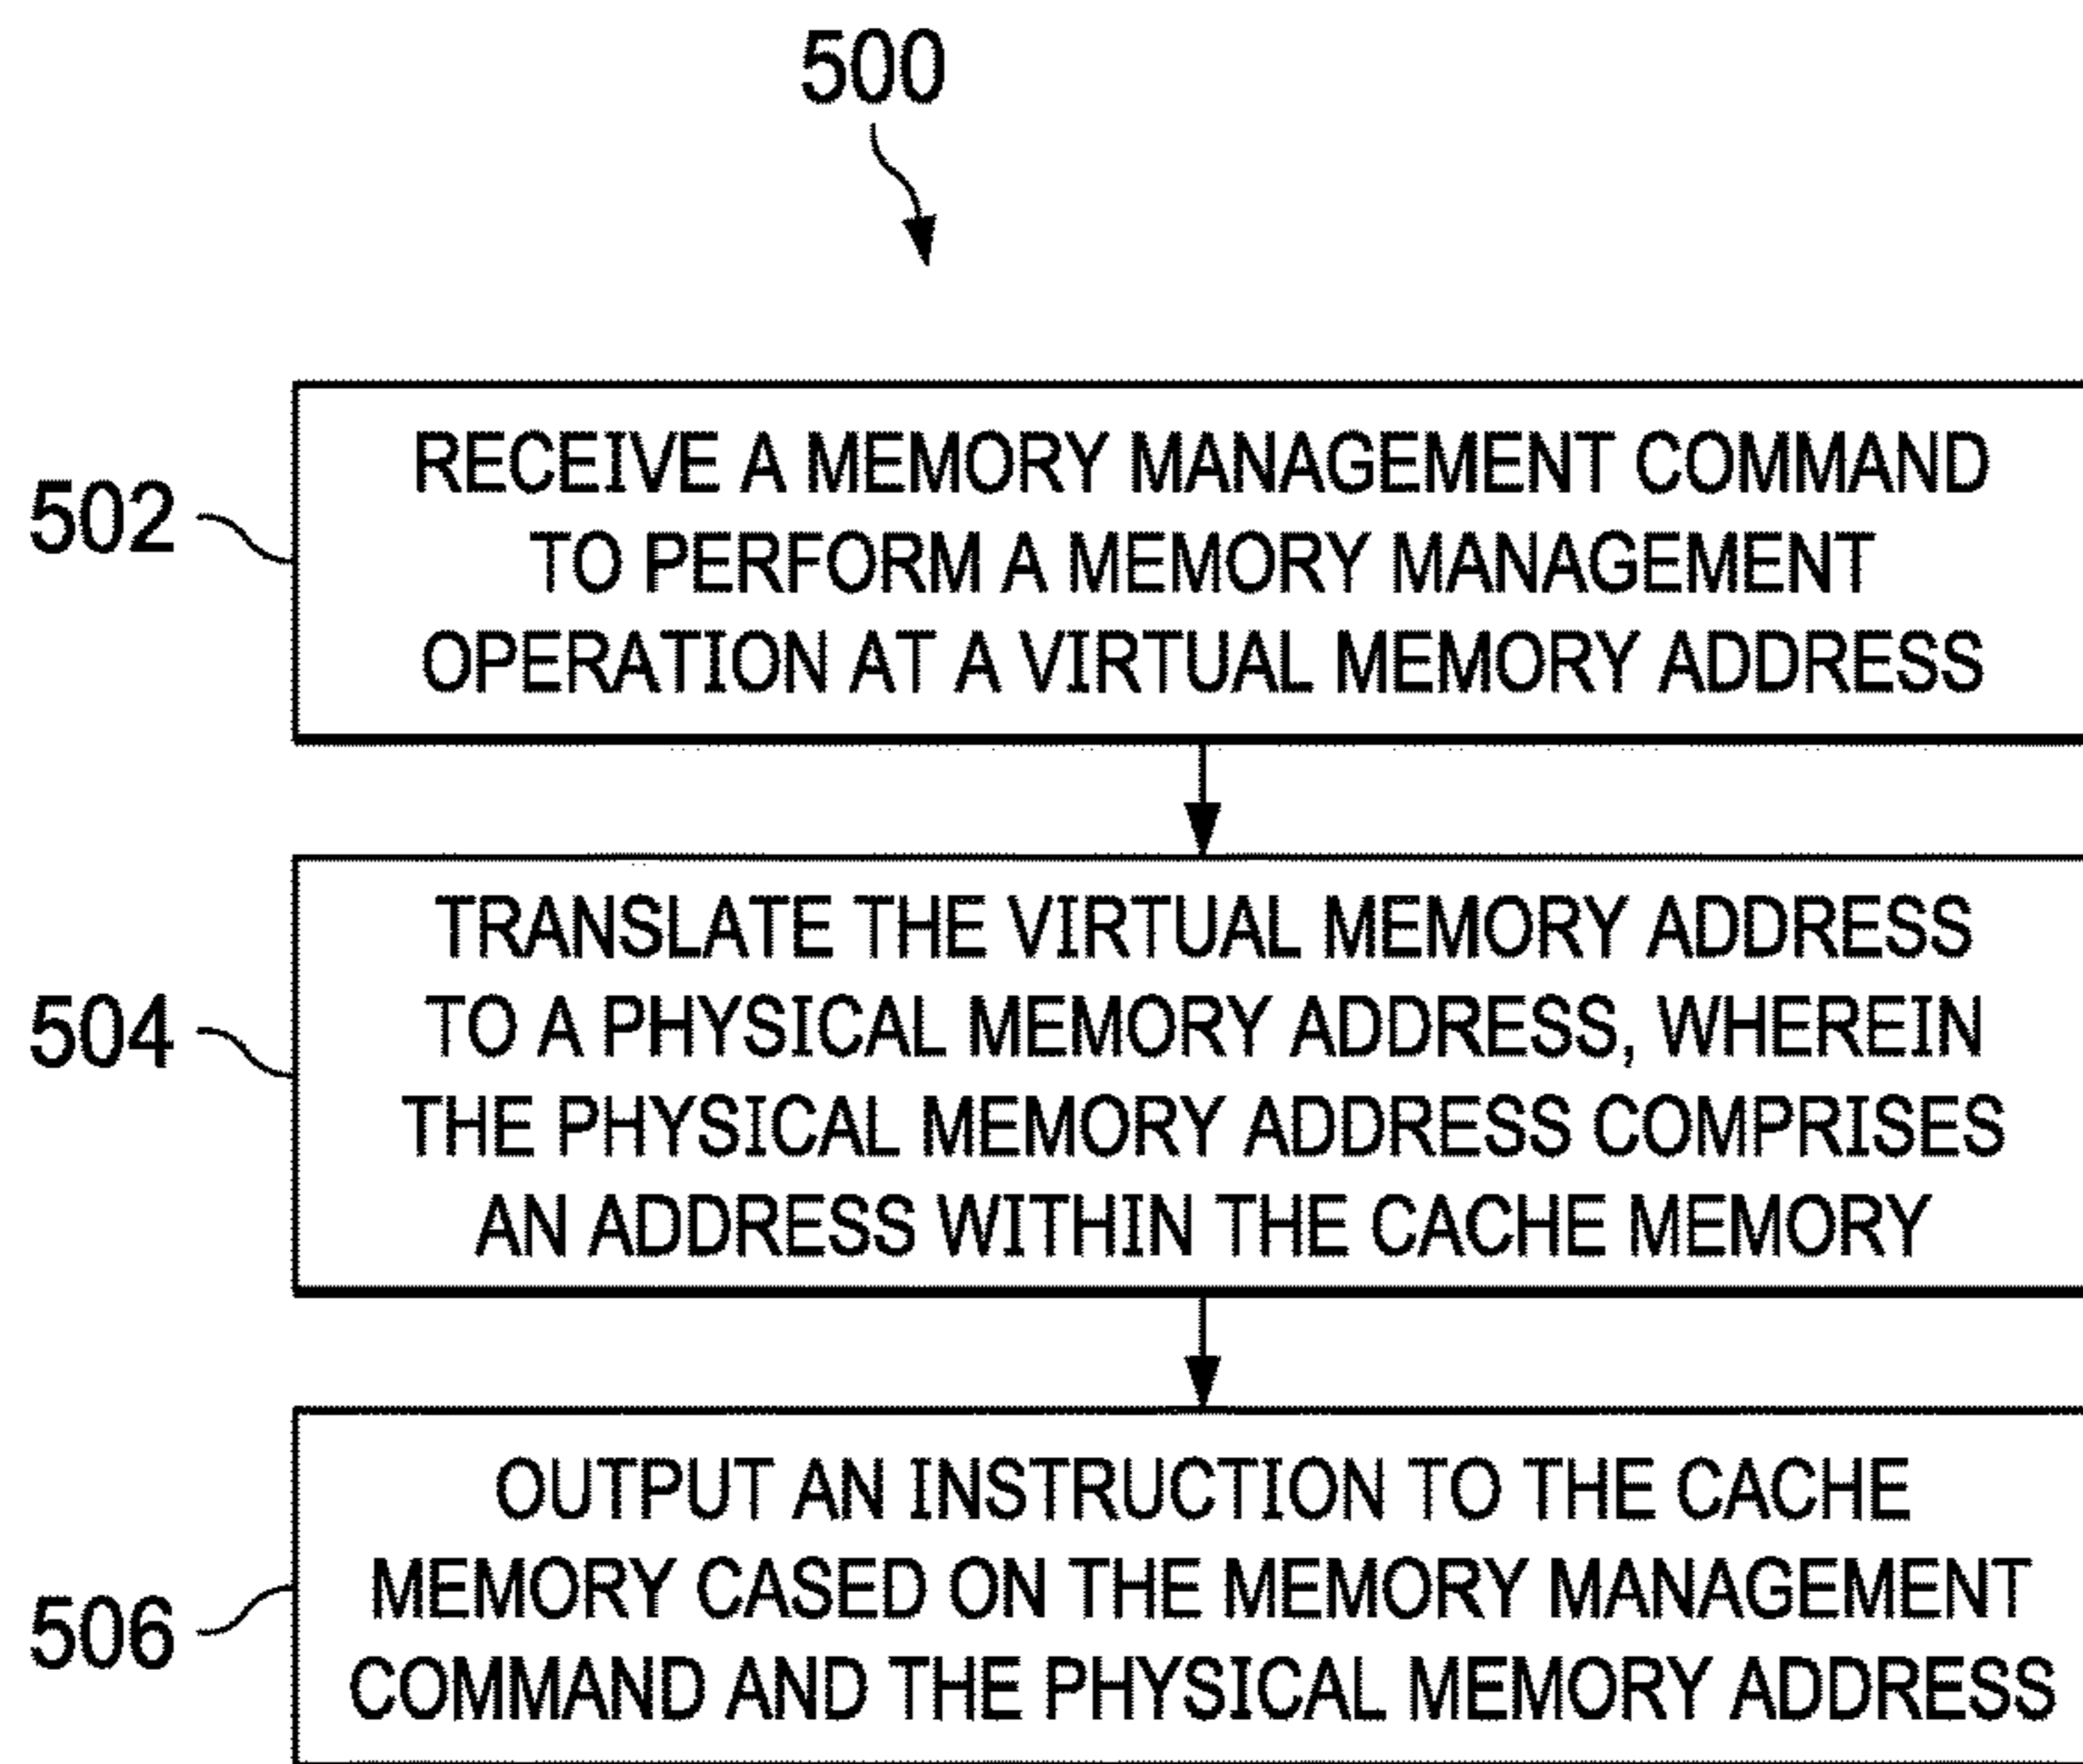 500
502
RECEIVE A MEMORY MANAGEMENT COMMAND
TO PERFORM A MEMORY MANAGEMENT
OPERATION AT A VIRTUAL MEMORY ADDRESS
504
TRANSLATE THE VIRTUAL MEMORY ADDRESS
TO A PHYSICAL MEMORY ADDRESS, WHEREIN
THE PHYSICAL MEMORY ADDRESS COMPRISES
AN ADDRESS WITHIN THE CACHE MEMORY
506
OUTPUT AN INSTRUCTION TO THE CACHE
MEMORY CASED ON THE MEMORY MANAGEMENT
COMMAND AND THE PHYSICAL MEMORY ADDRESS